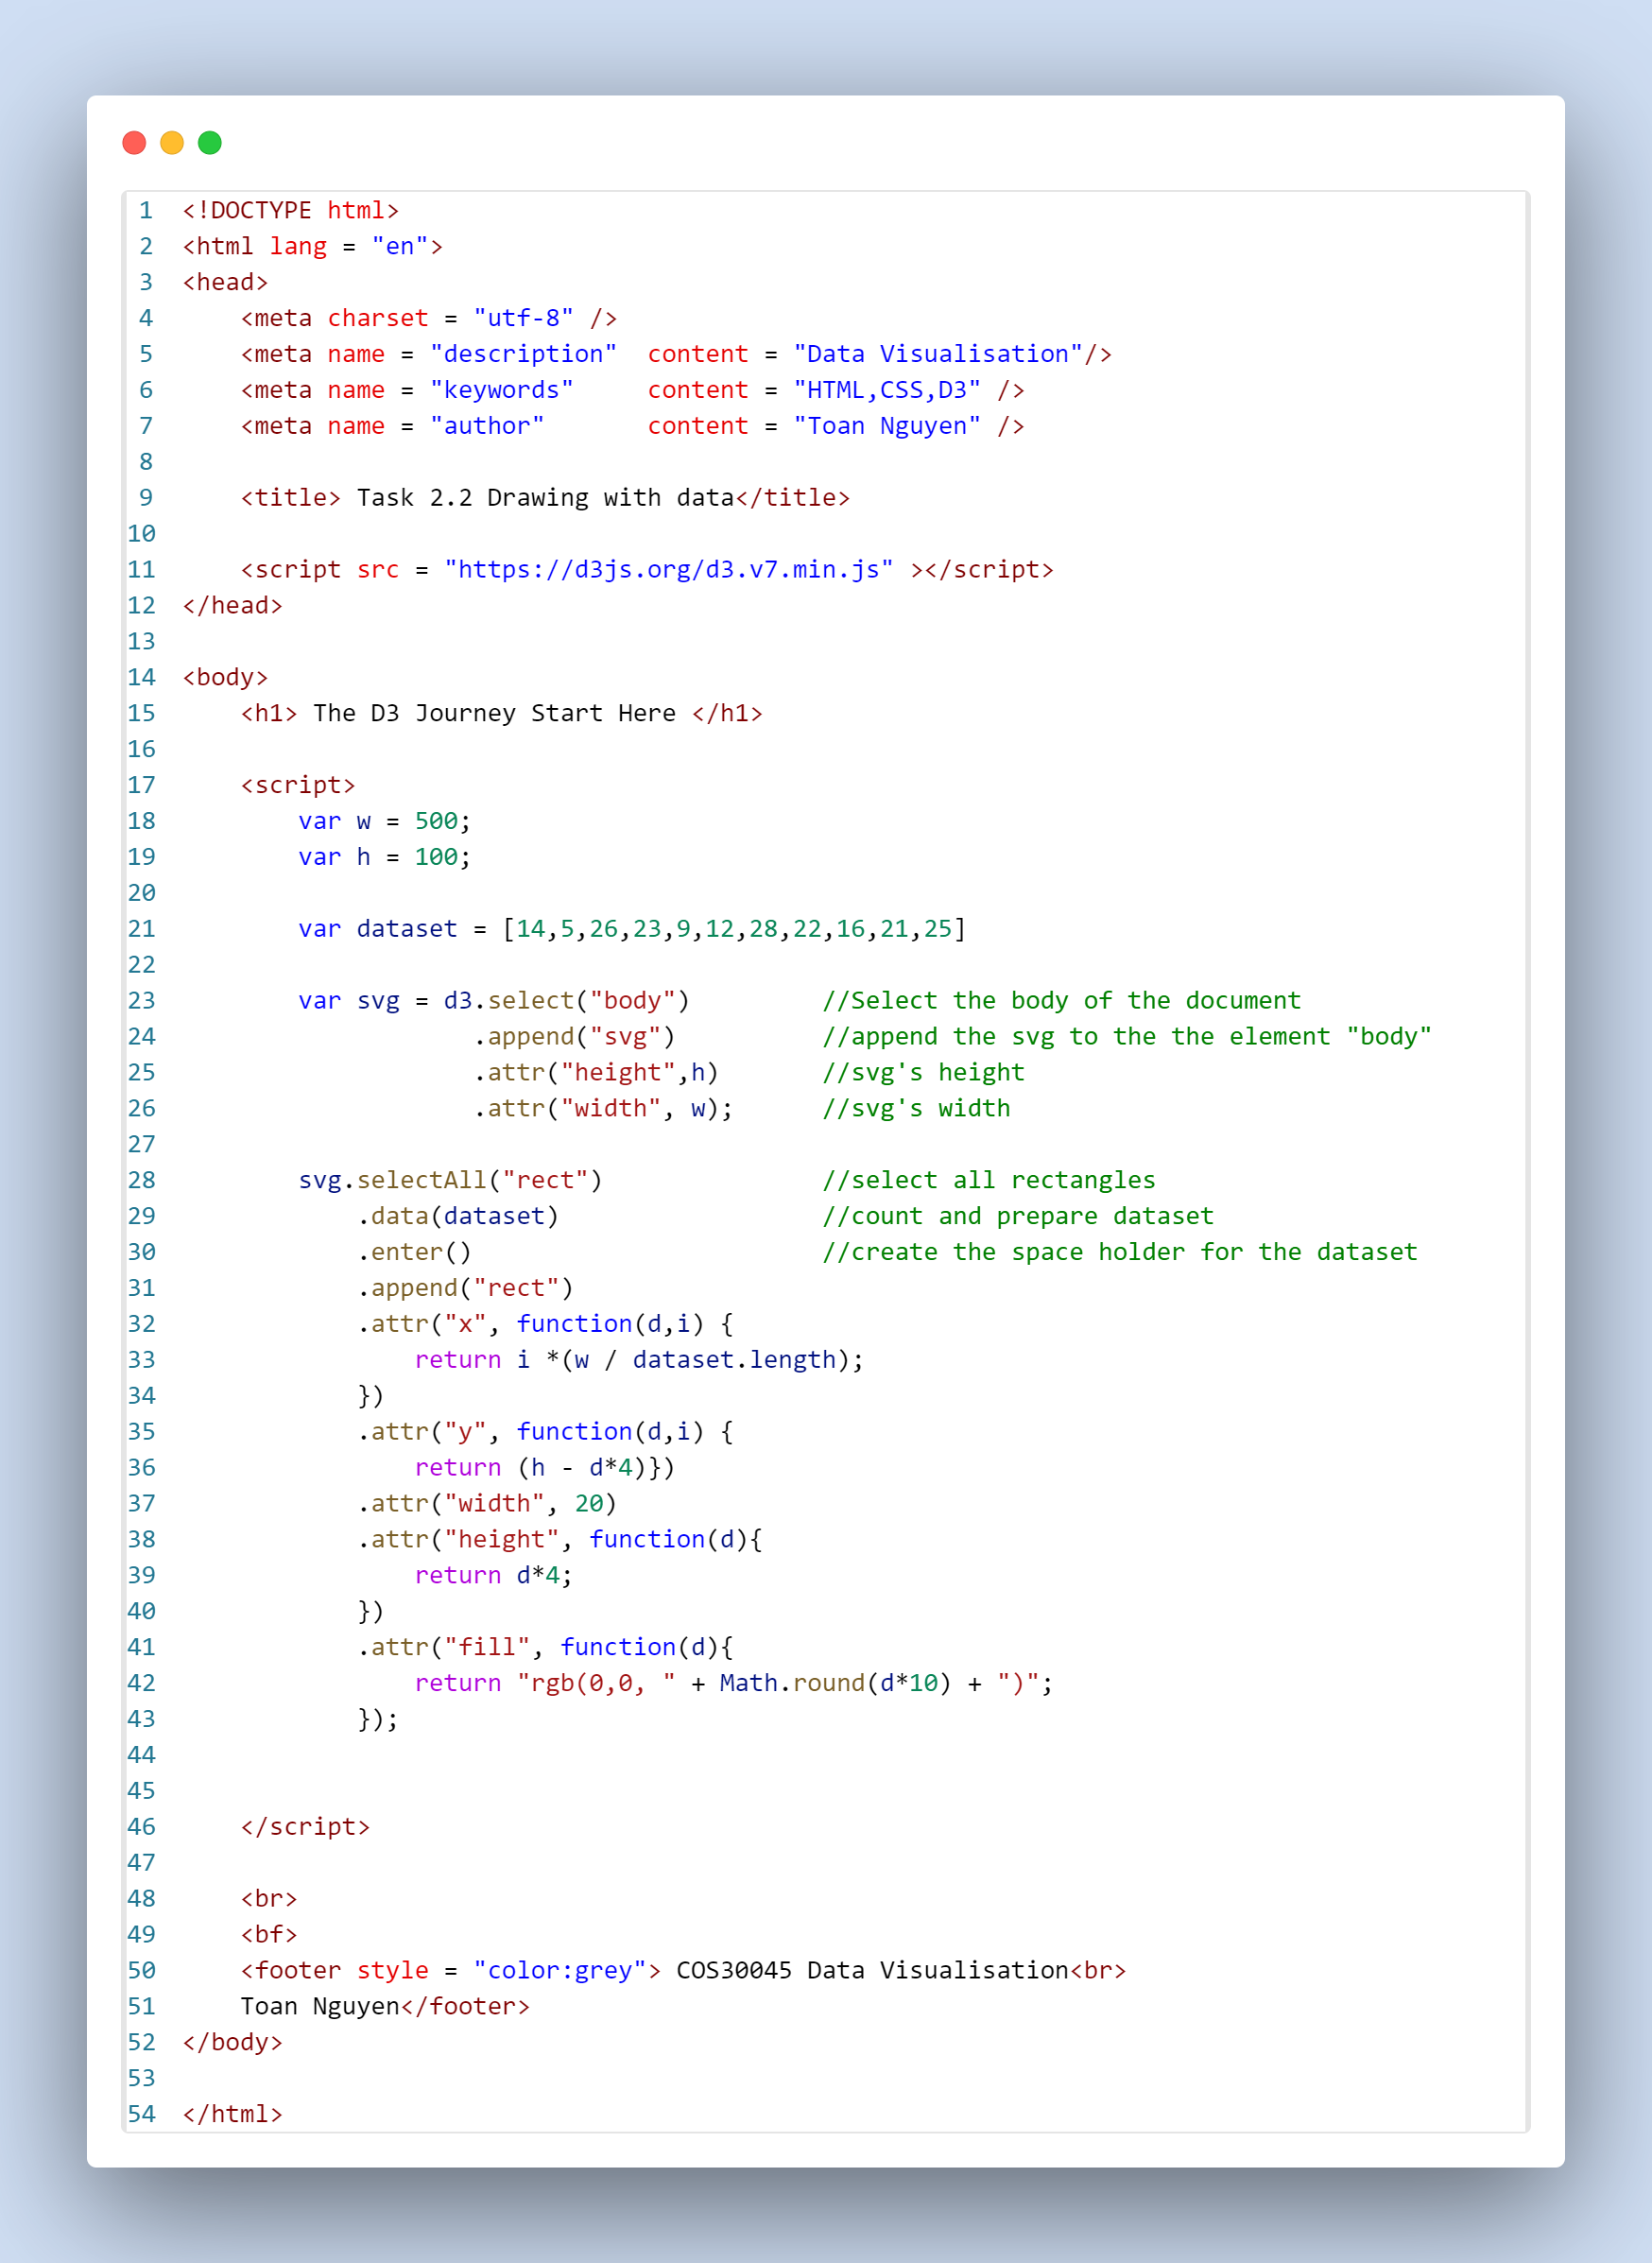 1 <!DOCTYPE html>
2 <html lang = "en">
3 <head>
4     <meta charset = "utf-8" />
5     <meta name = "description"  content = "Data Visualisation"/>
6     <meta name = "keywords"     content = "HTML,CSS,D3" />
7     <meta name = "author"       content = "Toan Nguyen" />
8
9     <title> Task 2.2 Drawing with data</title>
10
11     <script src = "https://d3js.org/d3.v7.min.js" ></script>
12 </head>
13
14 <body>
15     <h1> The D3 Journey Start Here </h1>
16
17     <script>
18         var w = 500;
19         var h = 100;
20
21         var dataset = [14,5,26,23,9,12,28,22,16,21,25]
22
23         var svg = d3.select("body")         //Select the body of the document
24                     .append("svg")          //append the svg to the the element "body"
25                     .attr("height",h)       //svg's height
26                     .attr("width", w);      //svg's width
27
28         svg.selectAll("rect")               //select all rectangles
29             .data(dataset)                  //count and prepare dataset
30             .enter()                        //create the space holder for the dataset
31             .append("rect")
32             .attr("x", function(d,i) {
33                 return i *(w / dataset.length);
34             })
35             .attr("y", function(d,i) {
36                 return (h - d*4)})
37             .attr("width", 20)
38             .attr("height", function(d){
39                 return d*4;
40             })
41             .attr("fill", function(d){
42                 return "rgb(0,0, " + Math.round(d*10) + ")";
43             });
44
45
46     </script>
47
48     <br>
49     <bf>
50     <footer style = "color:grey"> COS30045 Data Visualisation<br>
51     Toan Nguyen</footer>
52 </body>
53
54 </html>